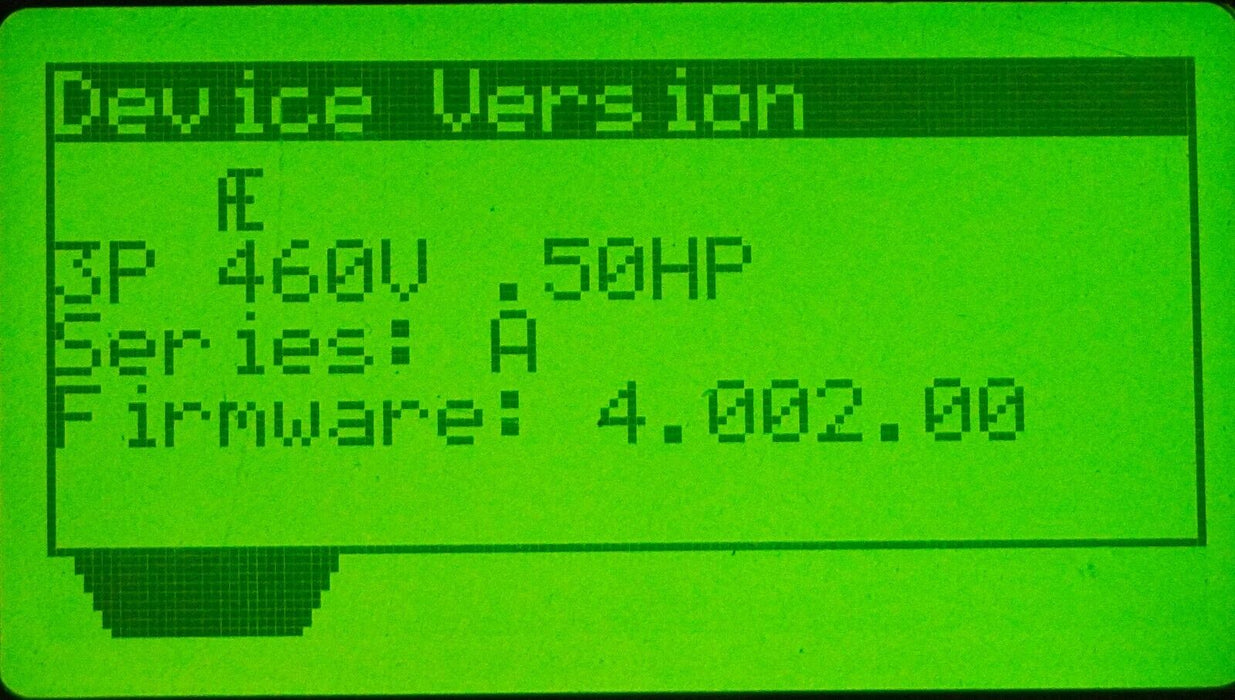 Device Version
Æ
3P 460V .50HP
Series: A
Firmware: 4.002.00